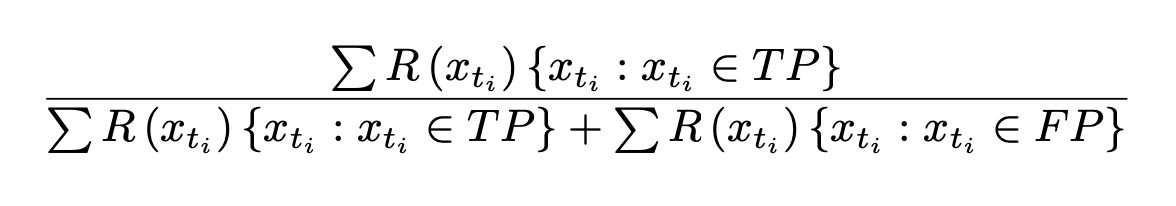 ∑ R (x_{t_i}) {x_{t_i} : x_{t_i} ∈ TP}
∑ R (x_{t_i}) {x_{t_i} : x_{t_i} ∈ TP} + ∑ R (x_{t_i}) {x_{t_i} : x_{t_i} ∈ FP}